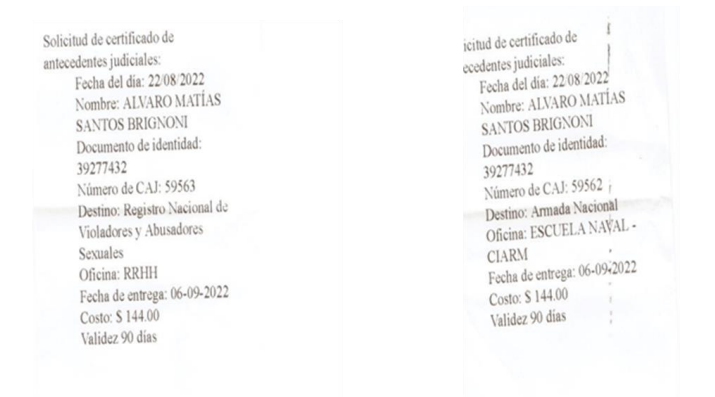 Solicitud de certificado de
antecedentes judiciales:
Fecha del día: 22/08/2022
Nombre: ALVARO MATÍAS
SANTOS BRIGNONI
Documento de identidad:
39277432
Número de CAJ: 59563
Destino: Registro Nacional de
Violadores y Abusadores
Sexuales
Oficina: RRHH
Fecha de entrega: 06-09-2022
Costo: $ 144.00
Validez 90 días
icitud de certificado de
ecedentes judiciales:
Fecha del día: 22/08/2022
Nombre: ALVARO MATÍAS
SANTOS BRIGNONI
Documento de identidad:
39277432
Número de CAJ: 59562
Destino: Armada Nacional
Oficina: ESCUELA NAVAL -
CIARM
Fecha de entrega: 06-09-2022
Costo: $ 144.00
Validez 90 días